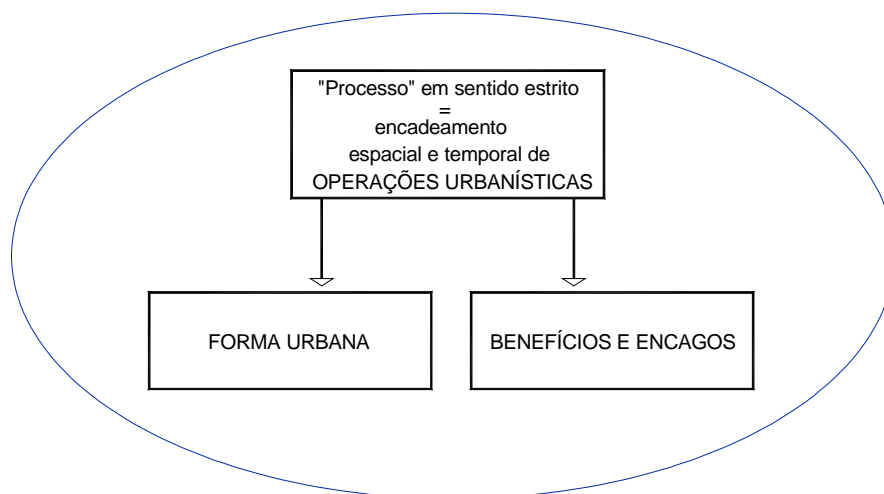 "Processo" em sentido estrito
=
encadeamento
espacial e temporal de
OPERAÇÕES URBANÍSTICAS
FORMA URBANA
BENEFÍCIOS E ENCAGOS